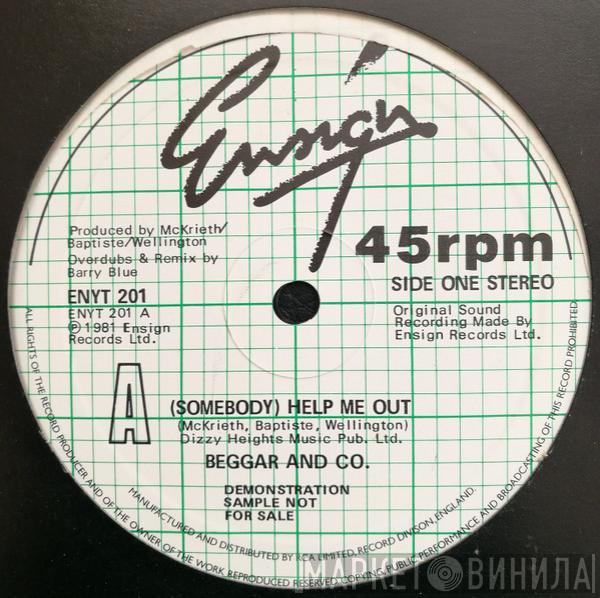 Ensign
Produced by McKrieth/
Baptiste/Wellington
Overdubs & Remix by
Barry Blue
ENYT 201
ENYT 201 A
℗ 1981 Ensign
Records Ltd.
45rpm
SIDE ONE STEREO
Original Sound
Recording Made By
Ensign Records Ltd.
A
(SOMEBODY) HELP ME OUT
(McKrieth, Baptiste, Wellington)
Dizzy Heights Music Pub. Ltd.
BEGGAR AND CO.
DEMONSTRATION
SAMPLE NOT
FOR SALE
MANUFACTURED AND DISTRIBUTED BY RCA LIMITED, RECORD DIVISON, ENGLAND.
ALL RIGHTS OF THE RECORD PRODUCER AND OF THE OWNER OF THE WORK REPRODUCED RESERVED. COPYING, PUBLIC PERFORMANCE AND BROADCASTING OF THIS RECORD PROHIBITED
МАРКЕТ ВИНИЛА